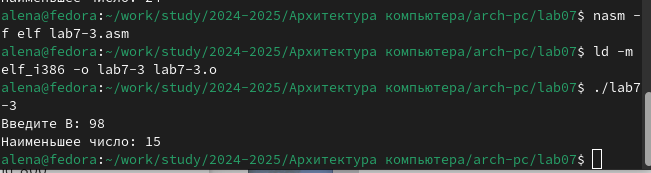 alena@fedora:~/work/study/2024-2025/Архитектура компьютера/arch-pc/lab07$ nasm -
f elf lab7-3.asm
alena@fedora:~/work/study/2024-2025/Архитектура компьютера/arch-pc/lab07$ ld -m
elf_i386 -o lab7-3 lab7-3.o
alena@fedora:~/work/study/2024-2025/Архитектура компьютера/arch-pc/lab07$ ./lab7
-3
Введите B: 98
Наименьшее число: 15
alena@fedora:~/work/study/2024-2025/Архитектура компьютера/arch-pc/lab07$